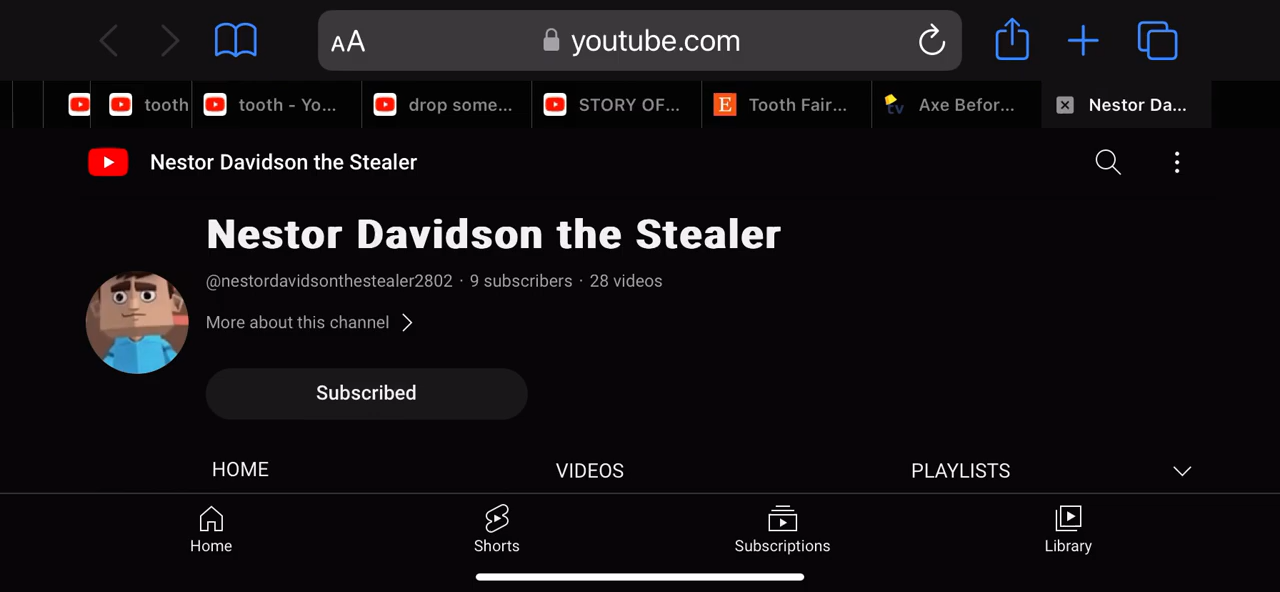 AA youtube.com
tooth
tooth - Yo...
drop some...
STORY OF...
E
Tooth Fair...
tv
Axe Befor...
Nestor Da...
Nestor Davidson the Stealer
Nestor Davidson the Stealer
@nestordavidsonthestealer2802 · 9 subscribers · 28 videos
More about this channel
Subscribed
HOME VIDEOS PLAYLISTS
Home Shorts Subscriptions Library